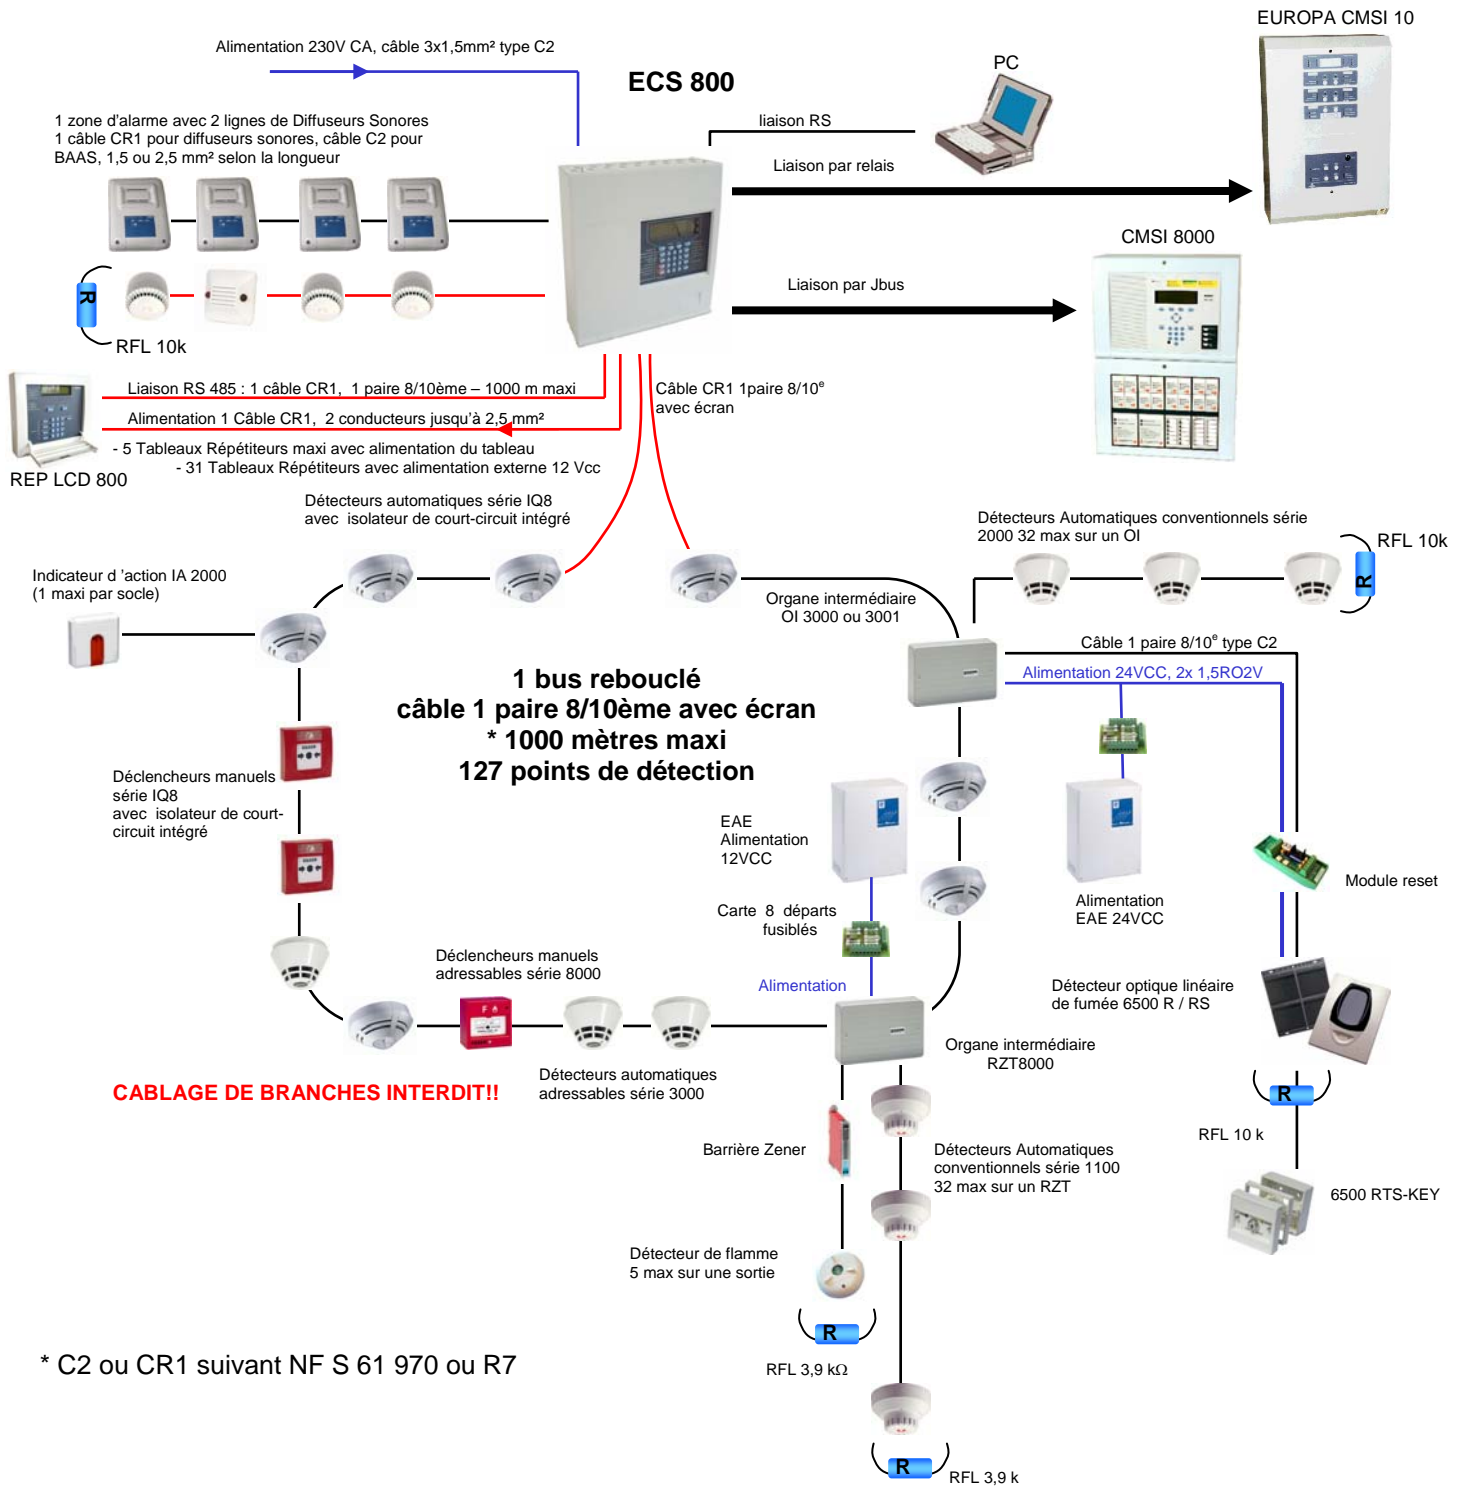 EUROPA CMSI 10
Alimentation 230V CA, câble 3x1,5mm² type C2
ECS 800
PC
1 zone d'alarme avec 2 lignes de Diffuseurs Sonores
1 câble CR1 pour diffuseurs sonores, câble C2 pour
BAAS, 1,5 ou 2,5 mm² selon la longueur
liaison RS
Liaison par relais
CMSI 8000
Liaison par Jbus
R
RFL 10k
Liaison RS 485 : 1 câble CR1, 1 paire 8/10ème – 1000 m maxi
Alimentation 1 Câble CR1, 2 conducteurs jusqu'à 2,5 mm²
- 5 Tableaux Répétiteurs maxi avec alimentation du tableau
- 31 Tableaux Répétiteurs avec alimentation externe 12 Vcc
REP LCD 800
Câble CR1 1paire 8/10e
avec écran
Détecteurs automatiques série IQ8
avec isolateur de court-circuit intégré
Détecteurs Automatiques conventionnels série
2000 32 max sur un OI
RFL 10k
R
Indicateur d 'action IA 2000
(1 maxi par socle)
Organe intermédiaire
OI 3000 ou 3001
Câble 1 paire 8/10e type C2
Alimentation 24VCC, 2x 1,5RO2V
1 bus rebouclé
câble 1 paire 8/10ème avec écran
* 1000 mètres maxi
127 points de détection
Déclencheurs manuels
série IQ8
avec isolateur de court-
circuit intégré
EAE
Alimentation
12VCC
Module reset
Alimentation
EAE 24VCC
Carte 8 départs
fusiblés
Déclencheurs manuels
adressables série 8000
Alimentation
Détecteur optique linéaire
de fumée 6500 R / RS
Organe intermédiaire
RZT8000
Détecteurs automatiques
adressables série 3000
CABLAGE DE BRANCHES INTERDIT!!
R
RFL 10 k
Barrière Zener
Détecteurs Automatiques
conventionnels série 1100
32 max sur un RZT
6500 RTS-KEY
Détecteur de flamme
5 max sur une sortie
R
RFL 3,9 kΩ
* C2 ou CR1 suivant NF S 61 970 ou R7
R
RFL 3,9 k